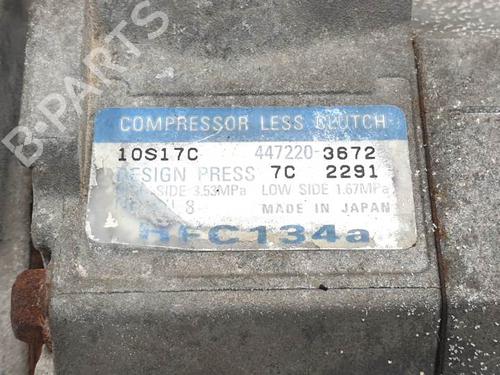 COMPRESSOR LESS CLUTCH
10S17C 447220-3672
DESIGN PRESS 7C 2291
SIDE 3.53MPa LOW SIDE 1.67MPa
8 MADE IN JAPAN
HFC134a
B-PARTS